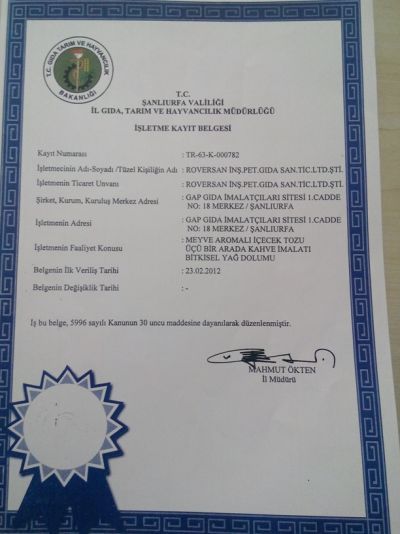 T.C. GIDA TARIM VE HAYVANCILIK
BAKANLIĞI
T.C.
ŞANLIURFA VALİLİĞİ
İL GIDA, TARIM VE HAYVANCILIK MÜDÜRLÜĞÜ
İŞLETME KAYIT BELGESİ
Kayıt Numarası : TR-63-K-000782
İşletmecinin Adı-Soyadı /Tüzel Kişiliğin Adı : ROVERSAN İNŞ.PET.GIDA SAN.TİC.LTD.ŞTİ.
İşletmenin Ticaret Unvanı : ROVERSAN İNŞ.PET.GIDA SAN.TİC.LTD.ŞTİ.
Şirket, Kurum, Kuruluş Merkez Adresi : GAP GIDA İMALATÇILARI SİTESİ 1.CADDE
NO: 18 MERKEZ / ŞANLIURFA
İşletmenin Adresi : GAP GIDA İMALATÇILARI SİTESİ 1.CADDE
NO: 18 MERKEZ / ŞANLIURFA
İşletmenin Faaliyet Konusu : MEYVE AROMALI İÇECEK TOZU
ÜÇÜ BİR ARADA KAHVE İMALATI
BİTKİSEL YAĞ DOLUMU
Belgenin İlk Veriliş Tarihi : 23.02.2012
Belgenin Değişiklik Tarihi : -
İş bu belge, 5996 sayılı Kanunun 30 uncu maddesine dayanılarak düzenlenmiştir.
MAHMUT ÖKTEN
İl Müdürü